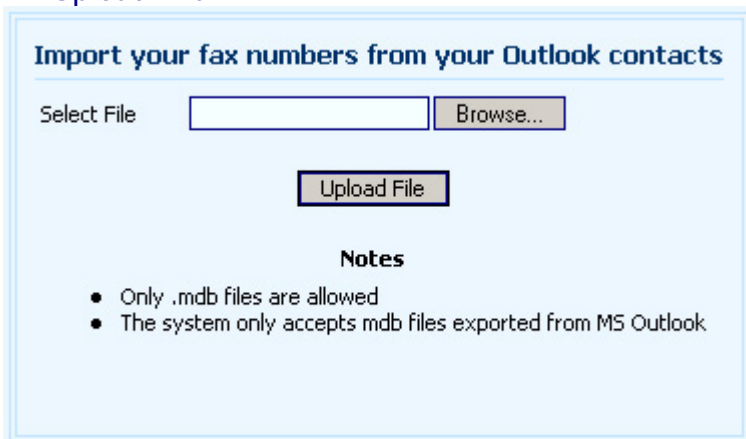 Import your fax numbers from your Outlook contacts
Select File
Browse...
Upload File
Notes
● Only .mdb files are allowed
● The system only accepts mdb files exported from MS Outlook